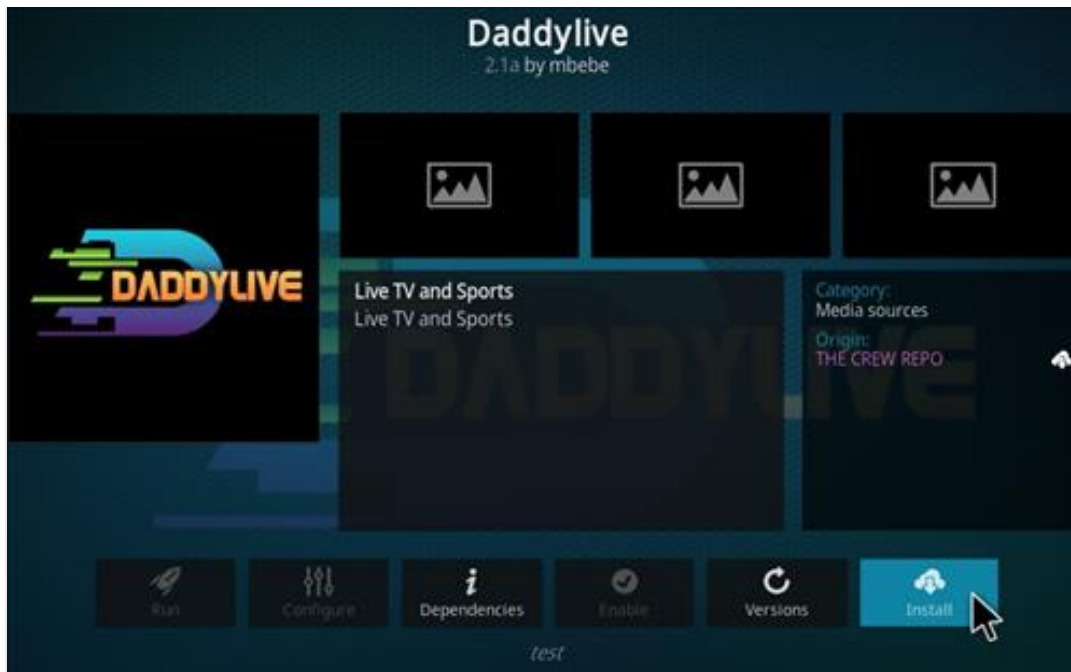 Daddylive
2.1a by mbebe
DADDYLIVE
Live TV and Sports
Live TV and Sports
DADDYLIVE
Category:
Media sources
Origin:
THE CREW REPO
Run
Configure
Dependencies
Enable
Versions
Install
test